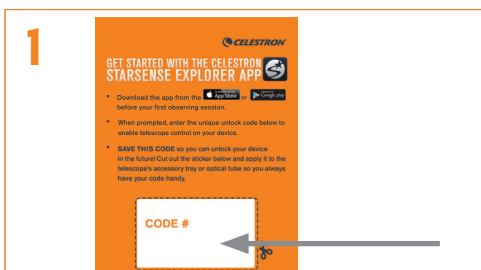 1
CELESTRON
GET STARTED WITH THE CELESTRON
STARSENSE EXPLORER APP
• Download the app from the App Store or Google play
before your first observing session.
• When prompted, enter the unique unlock code below to
enable telescope control on your device.
• SAVE THIS CODE so you can unlock your device
in the future! Cut out the sticker below and apply it to the
telescope's accessory tray or optical tube so you always
have your code handy.
CODE #